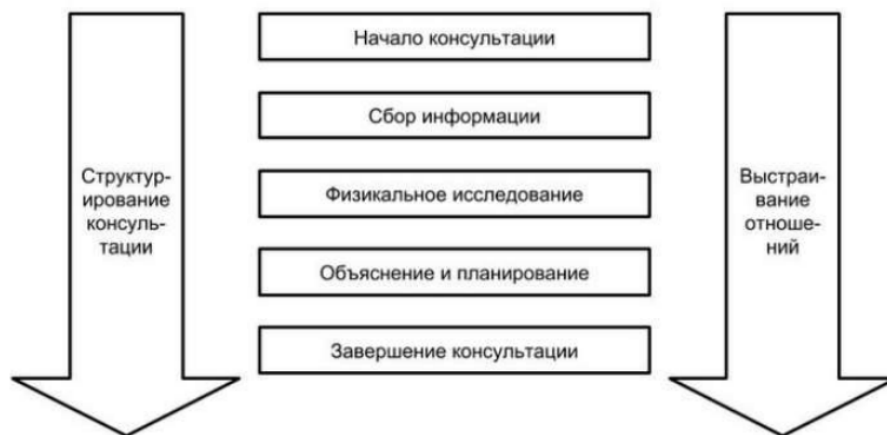 Начало консультации
Сбор информации
Физикальное исследование
Объяснение и планирование
Завершение консультации
Структур-
ирование
консуль-
тации
Выстраи-
вание
отноше-
ний